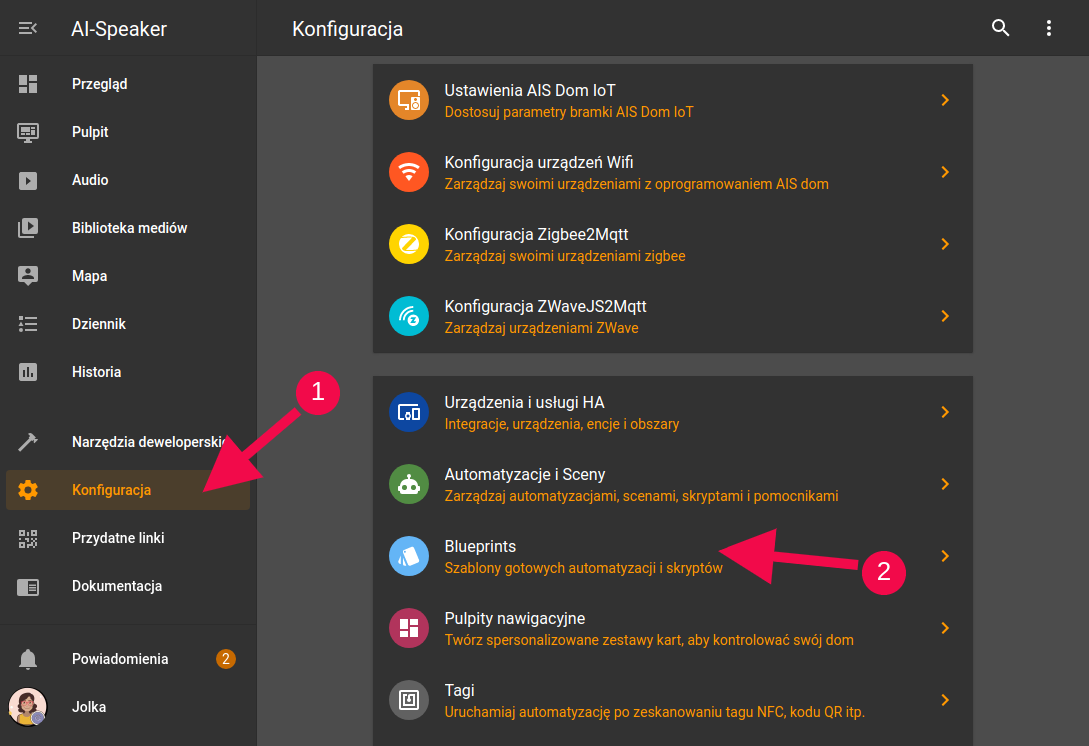 AI-Speaker
Przegląd
Pulpit
Audio
Biblioteka mediów
Mapa
Dziennik
Historia
Narzędzia deweloperskie
Konfiguracja
Przydatne linki
Dokumentacja
Powiadomienia
2
Jolka
Konfiguracja
Ustawienia AIS Dom IoT
Dostosuj parametry bramki AIS Dom IoT
Konfiguracja urządzeń Wifi
Zarządzaj swoimi urządzeniami z oprogramowaniem AIS dom
Konfiguracja Zigbee2Mqtt
Zarządzaj swoimi urządzeniami zigbee
Konfiguracja ZWaveJS2Mqtt
Zarządzaj urządzeniami ZWave
Urządzenia i usługi HA
Integracje, urządzenia, encje i obszary
Automatyzacje i Sceny
Zarządzaj automatyzacjami, scenami, skryptami i pomocnikami
Blueprints
Szablony gotowych automatyzacji i skryptów
Pulpity nawigacyjne
Twórz spersonalizowane zestawy kart, aby kontrolować swój dom
Tagi
Uruchamiaj automatyzację po zeskanowaniu tagu NFC, kodu QR itp.
1
2